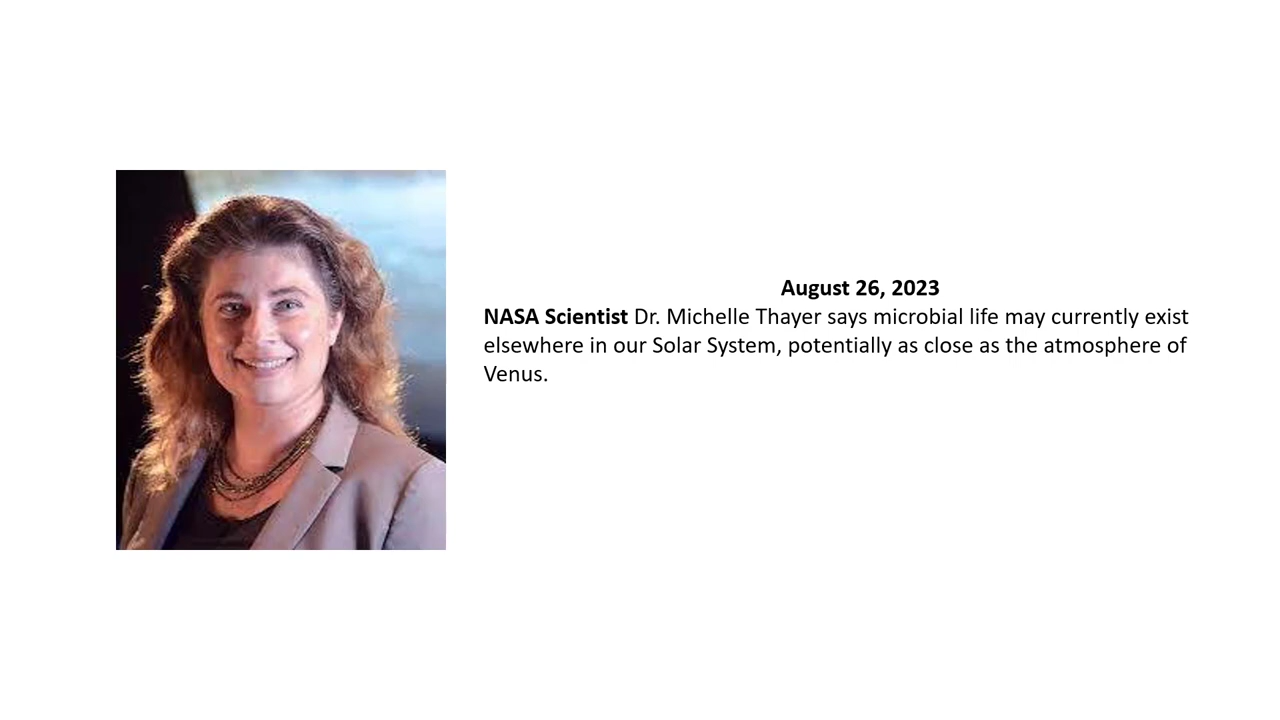 August 26, 2023
NASA Scientist Dr. Michelle Thayer says microbial life may currently exist
elsewhere in our Solar System, potentially as close as the atmosphere of
Venus.